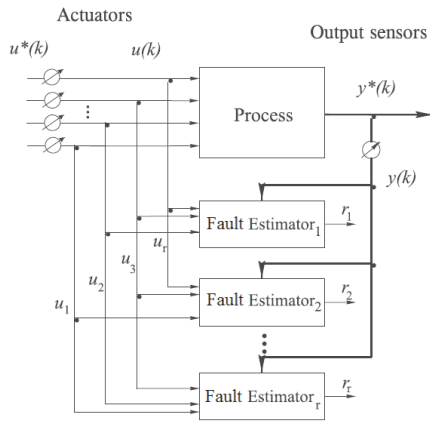 Actuators
Output sensors
u*(k)
u(k)
y*(k)
Process
y(k)
Fault Estimator1
r1
ur
u3
u2
u1
Fault Estimator2
r2
Fault Estimatorr
rr